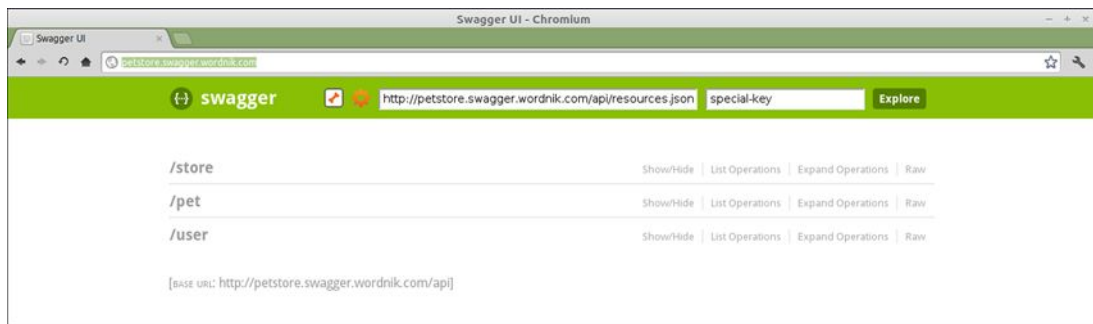 Swagger UI - Chromium
Swagger UI
petstore.swagger.wordnik.com
swagger http://petstore.swagger.wordnik.com/api/resources.json special-key Explore
/store Show/Hide List Operations Expand Operations Raw
/pet Show/Hide List Operations Expand Operations Raw
/user Show/Hide List Operations Expand Operations Raw
[BASE URL: http://petstore.swagger.wordnik.com/api]